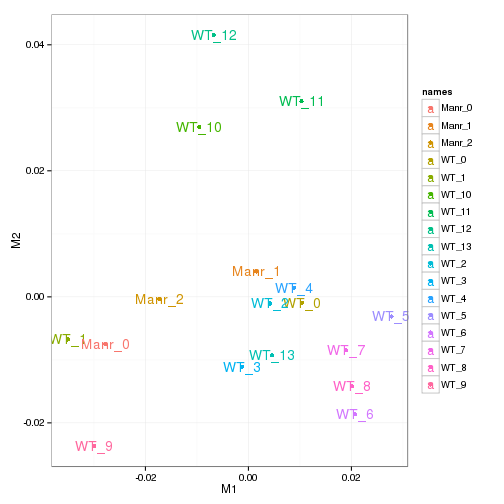 WT_12
0.04
WT_11
WT_10
0.02
M2
Manr_1
WT_4
Manr_2
0.00
WT_2
WT_0
WT_5
WT_1
Manr_0
WT_7
WT_13
WT_3
WT_8
WT_6
-0.02
WT_9
-0.02
0.00
0.02
M1
names
a Manr_0
a Manr_1
a Manr_2
a WT_0
a WT_1
a WT_10
a WT_11
a WT_12
a WT_13
a WT_2
a WT_3
a WT_4
a WT_5
a WT_6
a WT_7
a WT_8
a WT_9